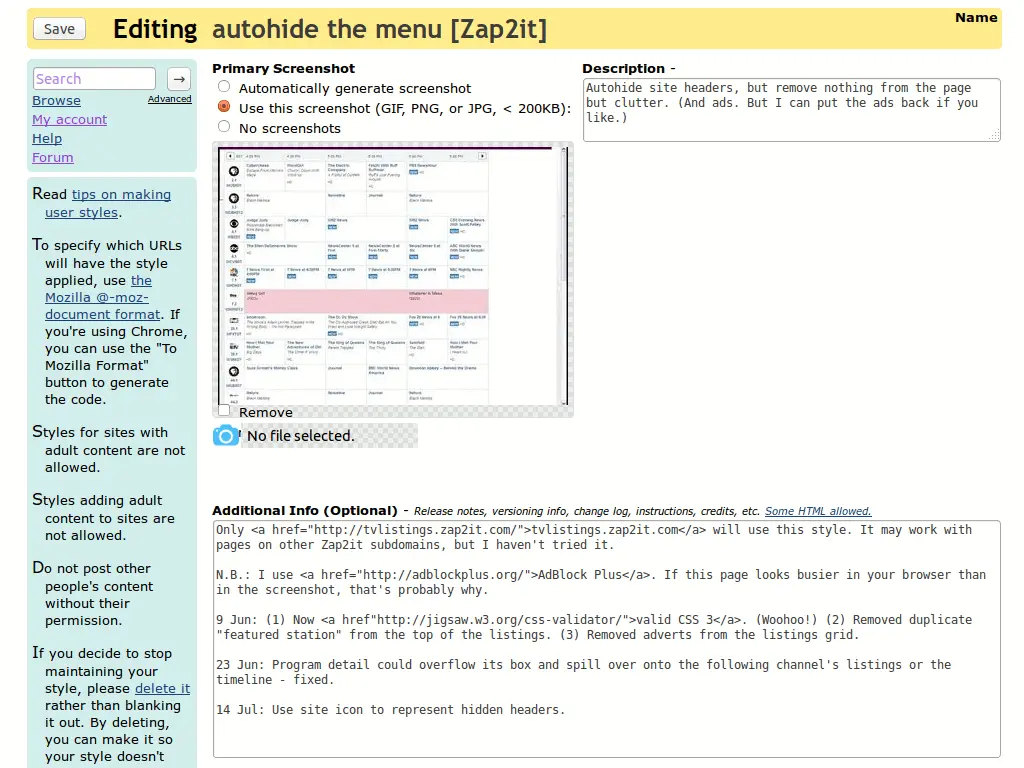 Save
Editing autohide the menu [Zap2it]
Name
Search
→
Browse
Advanced
My account
Help
Forum
Read tips on making
user styles.
To specify which URLs
will have the style
applied, use the
Mozilla @-moz-
document format. If
you're using Chrome,
you can use the "To
Mozilla Format"
button to generate
the code.
Styles for sites with
adult content are not
allowed.
Styles adding adult
content to sites are
not allowed.
Do not post other
people's content
without their
permission.
If you decide to stop
maintaining your
style, please delete it
rather than blanking
it out. By deleting,
you can make it so
your style doesn't
Primary Screenshot
Automatically generate screenshot
Use this screenshot (GIF, PNG, or JPG, < 200KB):
No screenshots
Remove
No file selected.
Description -
Autohide site headers, but remove nothing from the page
but clutter. (And ads. But I can put the ads back if you
like.)
Additional Info (Optional) - Release notes, versioning info, change log, instructions, credits, etc. Some HTML allowed.
Only <a href="http://tvlistings.zap2it.com/">tvlistings.zap2it.com</a> will use this style. It may work with
pages on other Zap2it subdomains, but I haven't tried it.
N.B.: I use <a href="http://adblockplus.org/">AdBlock Plus</a>. If this page looks busier in your browser than
in the screenshot, that's probably why.
9 Jun: (1) Now <a href"http://jigsaw.w3.org/css-validator/">valid CSS 3</a>. (Woohoo!) (2) Removed duplicate
"featured station" from the top of the listings. (3) Removed adverts from the listings grid.
23 Jun: Program detail could overflow its box and spill over onto the following channel's listings or the
timeline - fixed.
14 Jul: Use site icon to represent hidden headers.